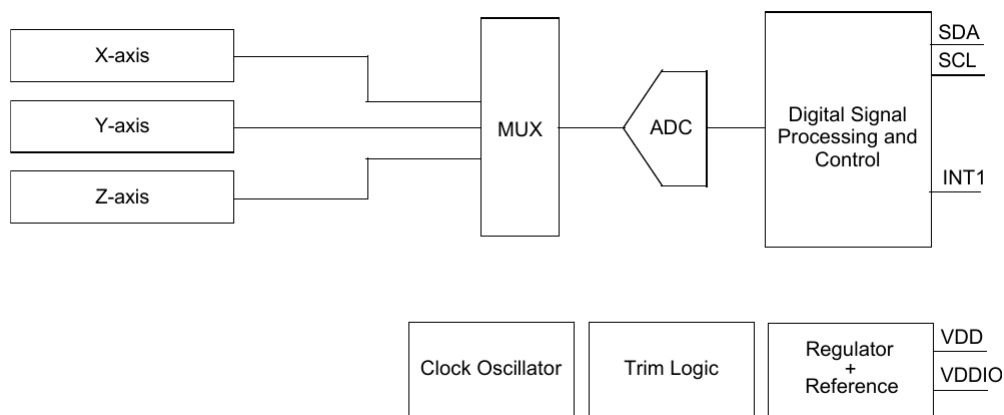 X-axis
Y-axis
Z-axis
MUX
ADC
Digital Signal
Processing and
Control
SDA
SCL
INT1
Clock Oscillator
Trim Logic
Regulator
+
Reference
VDD
VDDIO